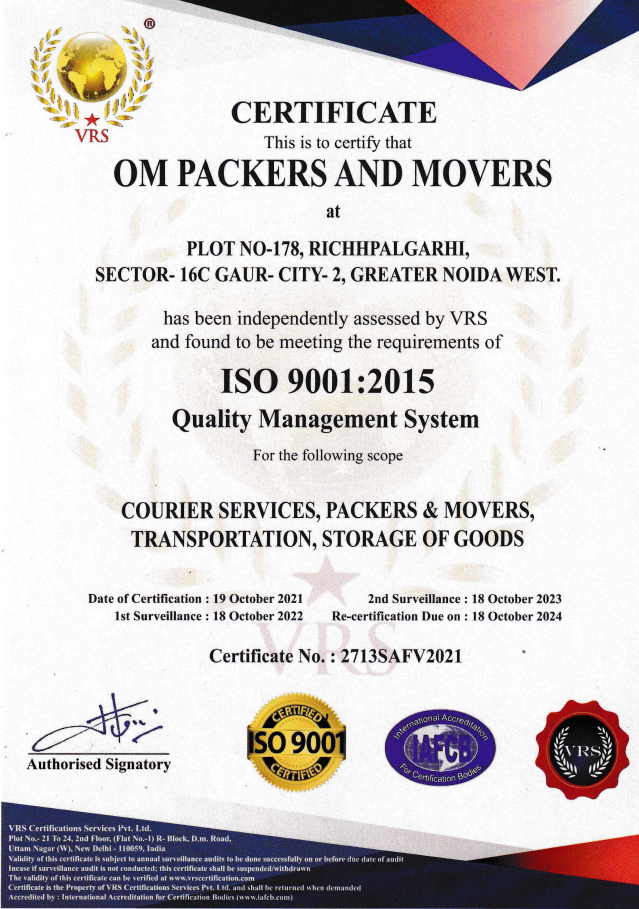 ®
VRS
CERTIFICATE
This is to certify that
OM PACKERS AND MOVERS
at
PLOT NO-178, RICHHPALGARHI,
SECTOR- 16C GAUR- CITY- 2, GREATER NOIDA WEST.
has been independently assessed by VRS
and found to be meeting the requirements of
ISO 9001:2015
Quality Management System
For the following scope
COURIER SERVICES, PACKERS & MOVERS,
TRANSPORTATION, STORAGE OF GOODS
Date of Certification : 19 October 2021 2nd Surveillance : 18 October 2023
1st Surveillance : 18 October 2022 Re-certification Due on : 18 October 2024
VRS
Certificate No. : 2713SAFV2021
Authorised Signatory
CERTIFIED
ISO 9001
CERTIFIED
International Accreditation
IAFCB
For Certification Bodies
VRS
VRS Certifications Services Pvt. Ltd.
Plot No.- 21 To 24, 2nd Floor, (Flat No.-1) R- Block, D.m. Road,
Uttam Nagar (W), New Delhi - 110059, India
Validity of this certificate is subject to annual surveillance audits to be done successfully on or before due date of audit
Incase if surveillance audit is not conducted; this certificate shall be suspended/withdrawn
The validity of this certificate can be verified at www.vrscertification.com
Certificate is the Property of VRS Certifications Services Pvt. Ltd. and shall be returned when demanded
Accredited by : International Accreditation for Certification Bodies (www.iafcb.com)